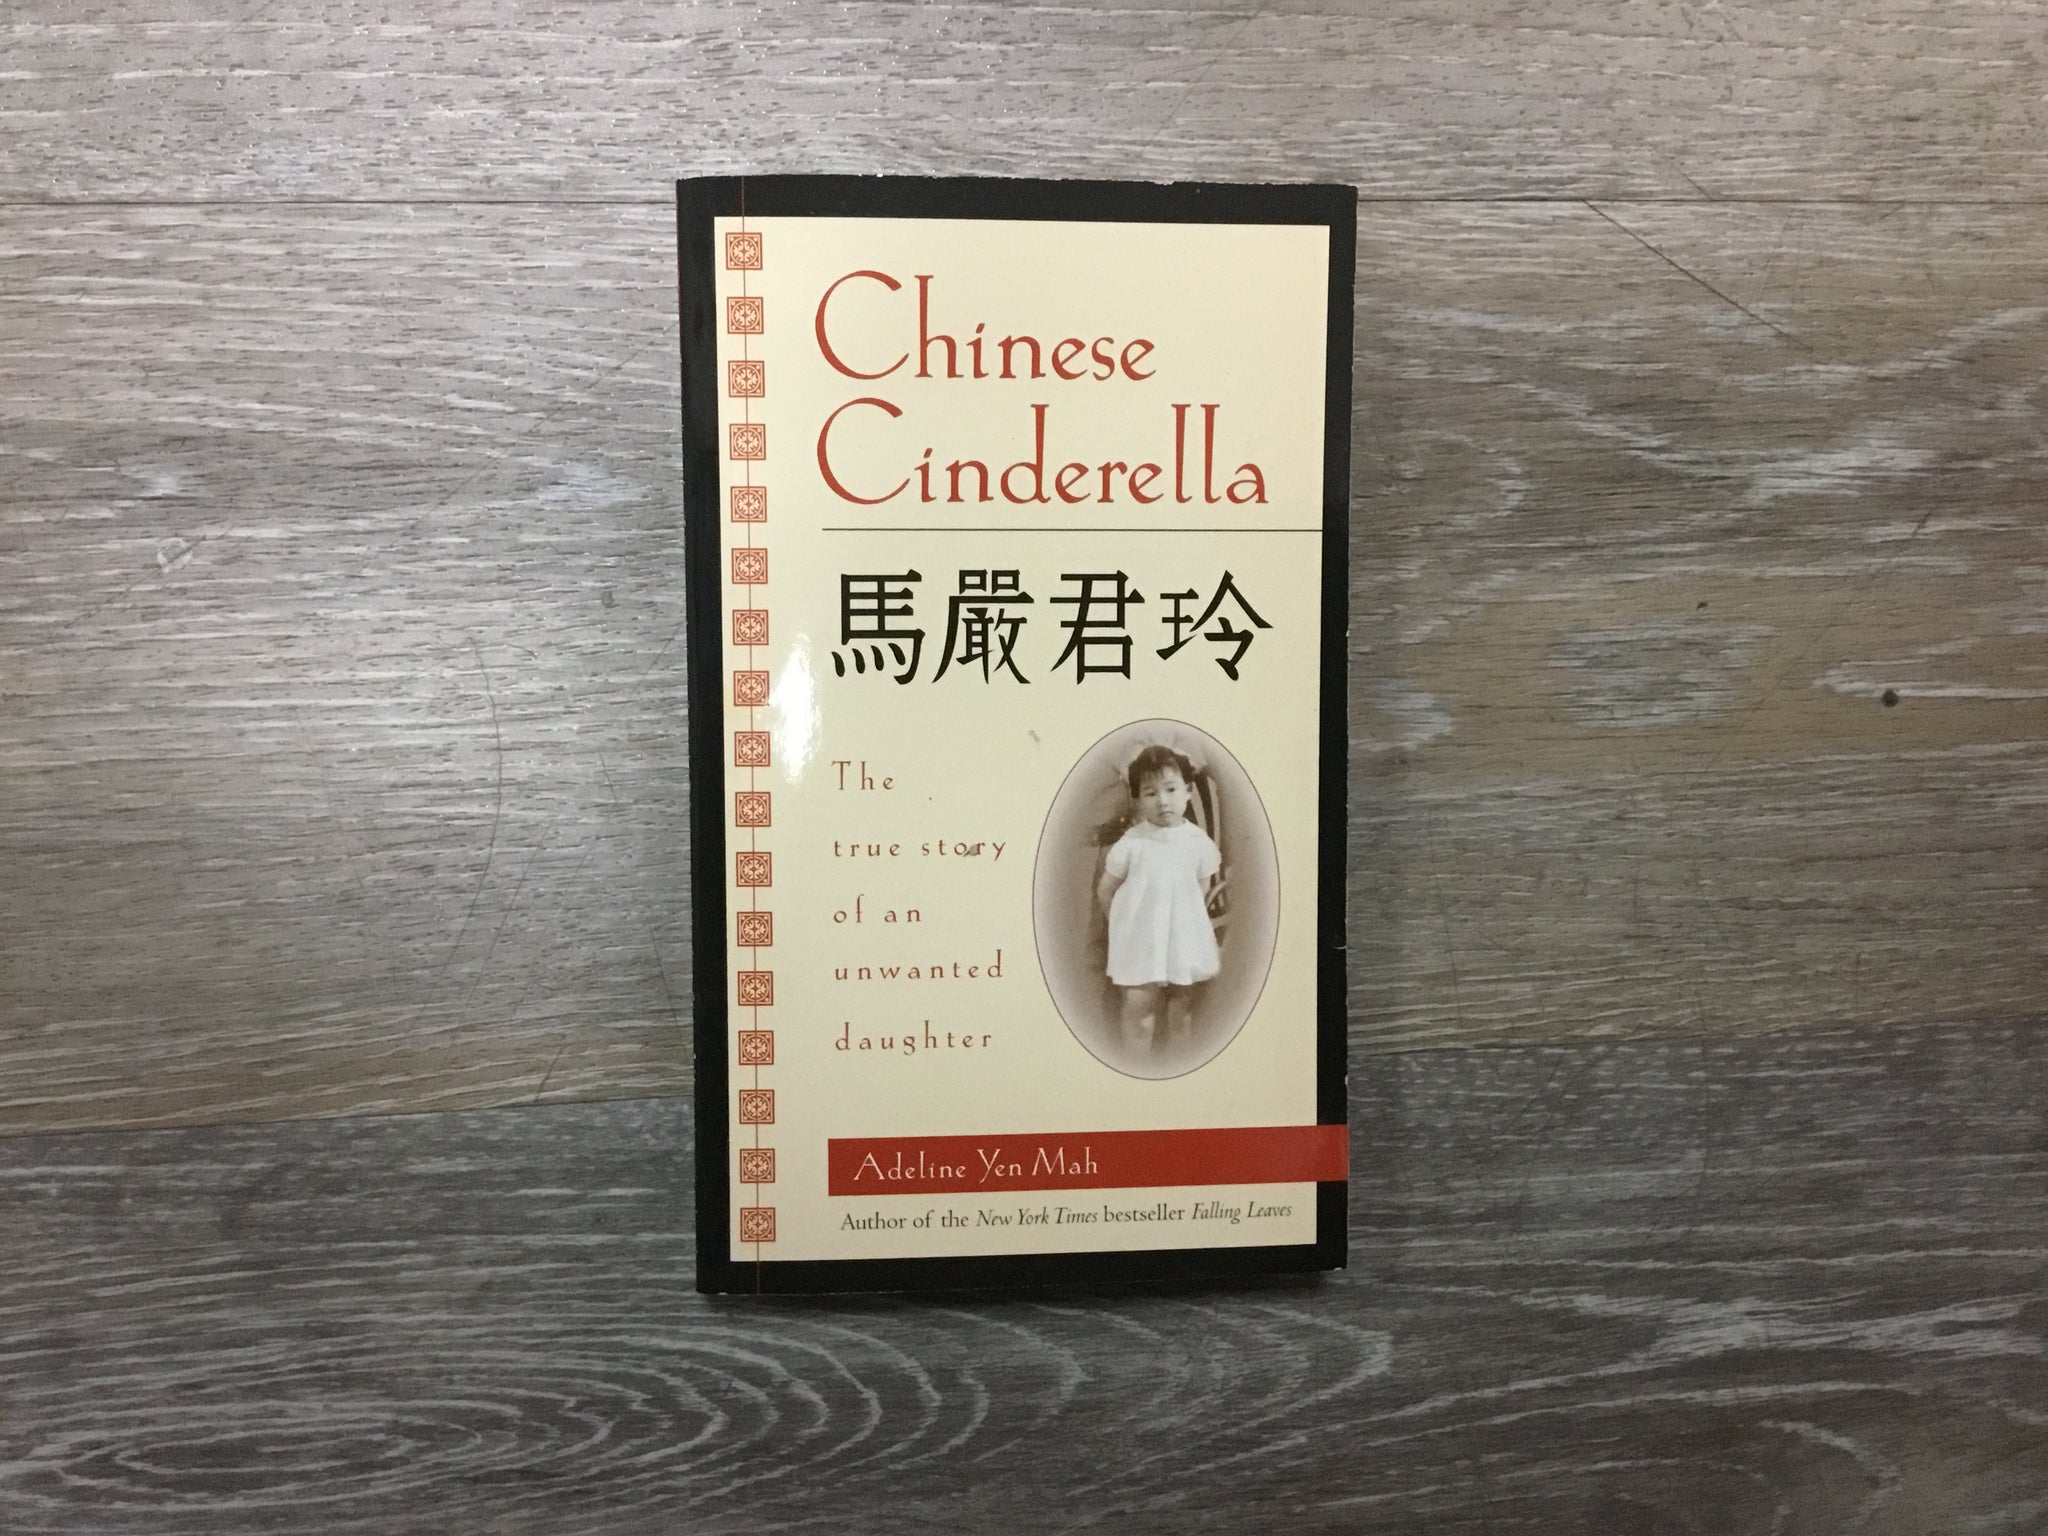 Chinese
Cinderella
馬嚴君玲
The
true story
of an
unwanted
daughter
Adeline Yen Mah
Author of the New York Times bestseller Falling Leaves